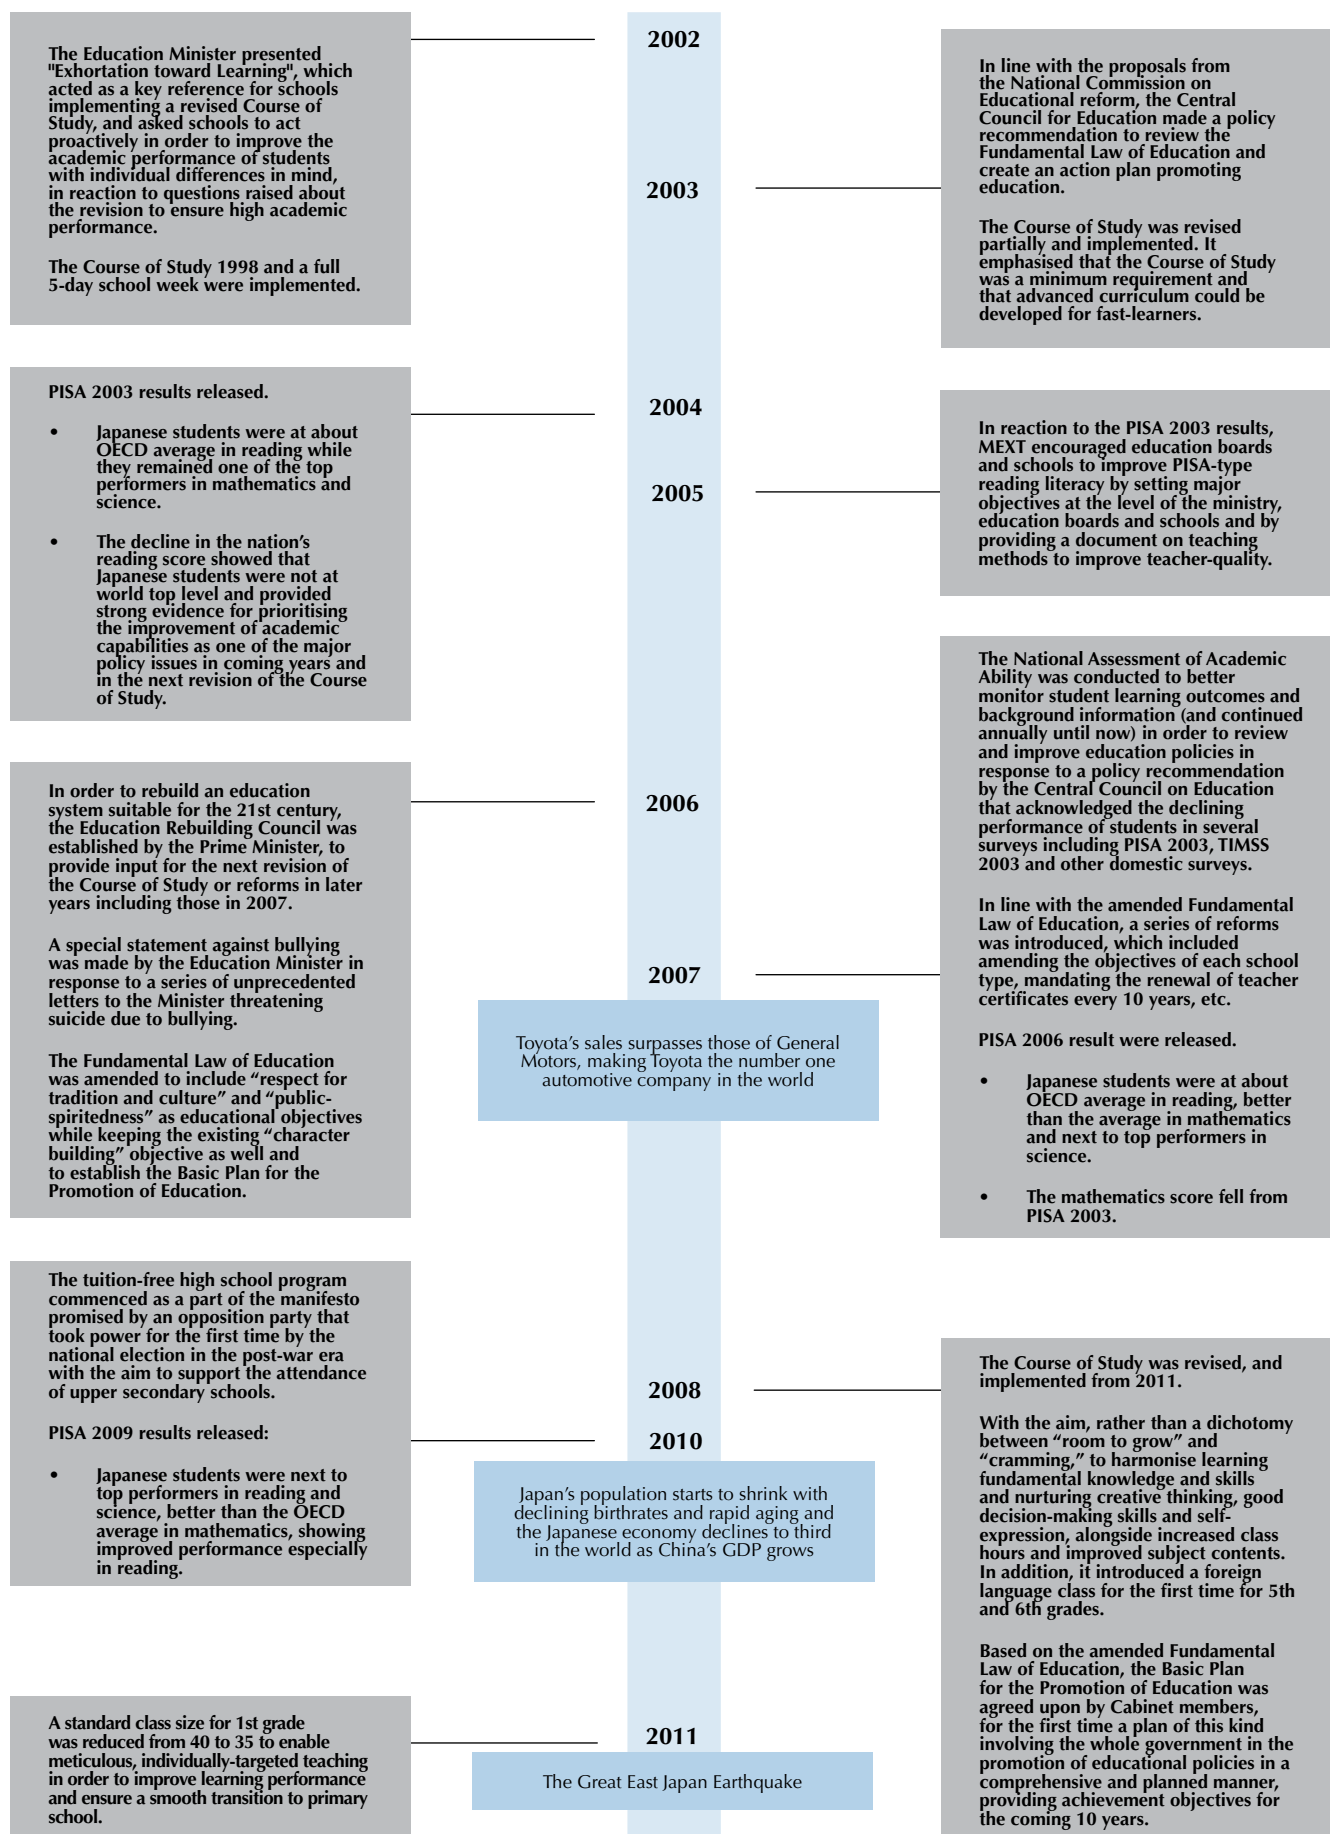 2002
The Education Minister presented
"Exhortation toward Learning", which
acted as a key reference for schools
implementing a revised Course of
Study, and asked schools to act
proactively in order to improve the
academic performance of students
with individual differences in mind,
in reaction to questions raised about
the revision to ensure high academic
performance.
The Course of Study 1998 and a full
5-day school week were implemented.
2003
In line with the proposals from
the National Commission on
Educational reform, the Central
Council for Education made a policy
recommendation to review the
Fundamental Law of Education and
create an action plan promoting
education.
The Course of Study was revised
partially and implemented. It
emphasised that the Course of Study
was a minimum requirement and
that advanced curriculum could be
developed for fast-learners.
2004
PISA 2003 results released.
• Japanese students were at about
OECD average in reading while
they remained one of the top
performers in mathematics and
science.
• The decline in the nation's
reading score showed that
Japanese students were not at
world top level and provided
strong evidence for prioritising
the improvement of academic
capabilities as one of the major
policy issues in coming years and
in the next revision of the Course
of Study.
2005
In reaction to the PISA 2003 results,
MEXT encouraged education boards
and schools to improve PISA-type
reading literacy by setting major
objectives at the level of the ministry,
education boards and schools and by
providing a document on teaching
methods to improve teacher-quality.
2006
In order to rebuild an education
system suitable for the 21st century,
the Education Rebuilding Council was
established by the Prime Minister, to
provide input for the next revision of
the Course of Study or reforms in later
years including those in 2007.
A special statement against bullying
was made by the Education Minister in
response to a series of unprecedented
letters to the Minister threatening
suicide due to bullying.
The Fundamental Law of Education
was amended to include “respect for
tradition and culture” and “public-
spiritedness” as educational objectives
while keeping the existing “character
building” objective as well and
to establish the Basic Plan for the
Promotion of Education.
2007
The National Assessment of Academic
Ability was conducted to better
monitor student learning outcomes and
background information (and continued
annually until now) in order to review
and improve education policies in
response to a policy recommendation
by the Central Council on Education
that acknowledged the declining
performance of students in several
surveys including PISA 2003, TIMSS
2003 and other domestic surveys.
In line with the amended Fundamental
Law of Education, a series of reforms
was introduced, which included
amending the objectives of each school
type, mandating the renewal of teacher
certificates every 10 years, etc.
PISA 2006 result were released.
• Japanese students were at about
OECD average in reading, better
than the average in mathematics
and next to top performers in
science.
• The mathematics score fell from
PISA 2003.
Toyota’s sales surpasses those of General
Motors, making Toyota the number one
automotive company in the world
2008
The Course of Study was revised, and
implemented from 2011.
With the aim, rather than a dichotomy
between “room to grow” and
“cramming,” to harmonise learning
fundamental knowledge and skills
and nurturing creative thinking, good
decision-making skills and self-
expression, alongside increased class
hours and improved subject contents.
In addition, it introduced a foreign
language class for the first time for 5th
and 6th grades.
Based on the amended Fundamental
Law of Education, the Basic Plan
for the Promotion of Education was
agreed upon by Cabinet members,
for the first time a plan of this kind
involving the whole government in the
promotion of educational policies in a
comprehensive and planned manner,
providing achievement objectives for
the coming 10 years.
2010
The tuition-free high school program
commenced as a part of the manifesto
promised by an opposition party that
took power for the first time by the
national election in the post-war era
with the aim to support the attendance
of upper secondary schools.
PISA 2009 results released:
• Japanese students were next to
top performers in reading and
science, better than the OECD
average in mathematics, showing
improved performance especially
in reading.
Japan’s population starts to shrink with
declining birthrates and rapid aging and
the Japanese economy declines to third
in the world as China’s GDP grows
2011
A standard class size for 1st grade
was reduced from 40 to 35 to enable
meticulous, individually-targeted teaching
in order to improve learning performance
and ensure a smooth transition to primary
school.
The Great East Japan Earthquake